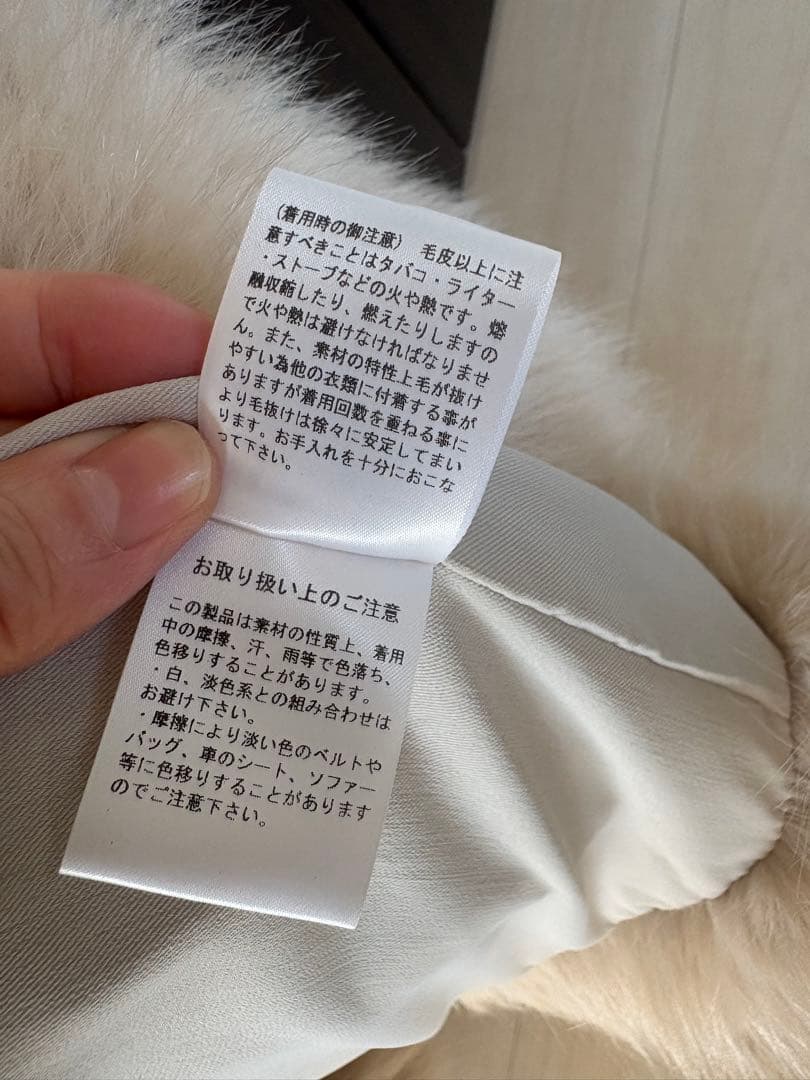 (着用時の御注意) 毛皮以上に注
意すべきことはタバコ・ライター
・ストーブなどの火や熱です。熔
融収縮したり、燃えたりしますの
で火や熱は避けなければなりませ
ん。また、素材の特性上毛が抜け
やすい為他の衣類に付着する事が
ありますが着用回数を重ねる事に
より毛抜けは徐々に安定してまい
ります。お手入れを十分におこな
って下さい。
お取り扱い上のご注意
この製品は素材の性質上、着用
中の摩擦、汗、雨等で色落ち、
色移りすることがあります。
・白、淡色系との組み合わせは
お避け下さい。
・摩擦により淡い色のベルトや
バッグ、車のシート、ソファー
等に色移りすることがあります
のでご注意下さい。